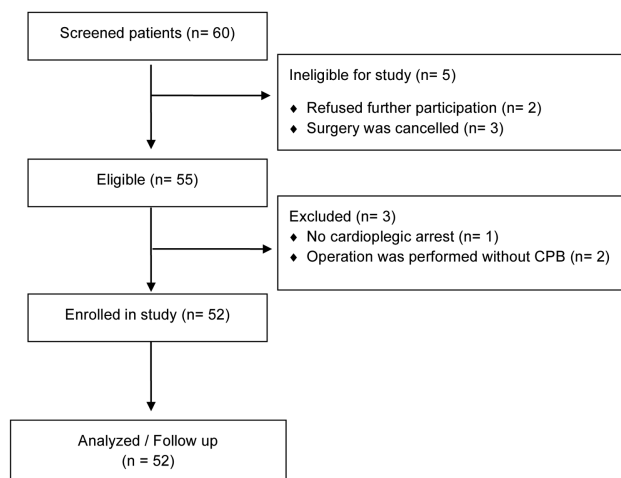 Screened patients (n= 60)
Ineligible for study (n= 5)
♦ Refused further participation (n= 2)
♦ Surgery was cancelled (n= 3)
Eligible (n= 55)
Excluded (n= 3)
♦ No cardioplegic arrest (n= 1)
♦ Operation was performed without CPB (n= 2)
Enrolled in study (n= 52)
Analyzed / Follow up
(n = 52)